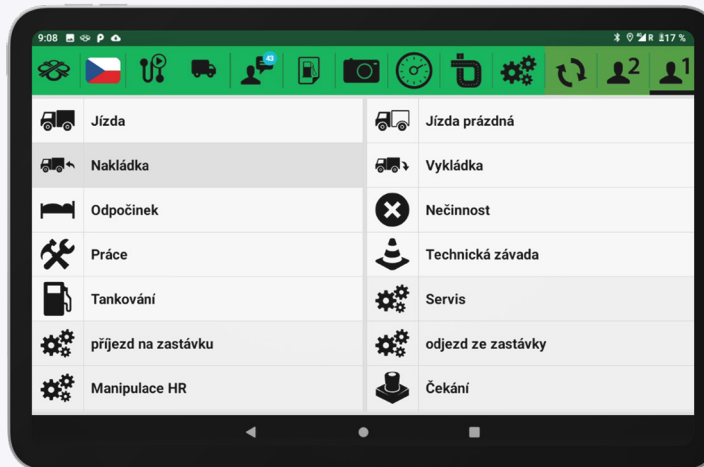 9:08 P R 17 %
43 2 1
Jízda Jízda prázdná
Nakládka Vykládka
Odpočinek Nečinnost
Práce Technická závada
Tankování Servis
příjezd na zastávku odjezd ze zastávky
Manipulace HR Čekání